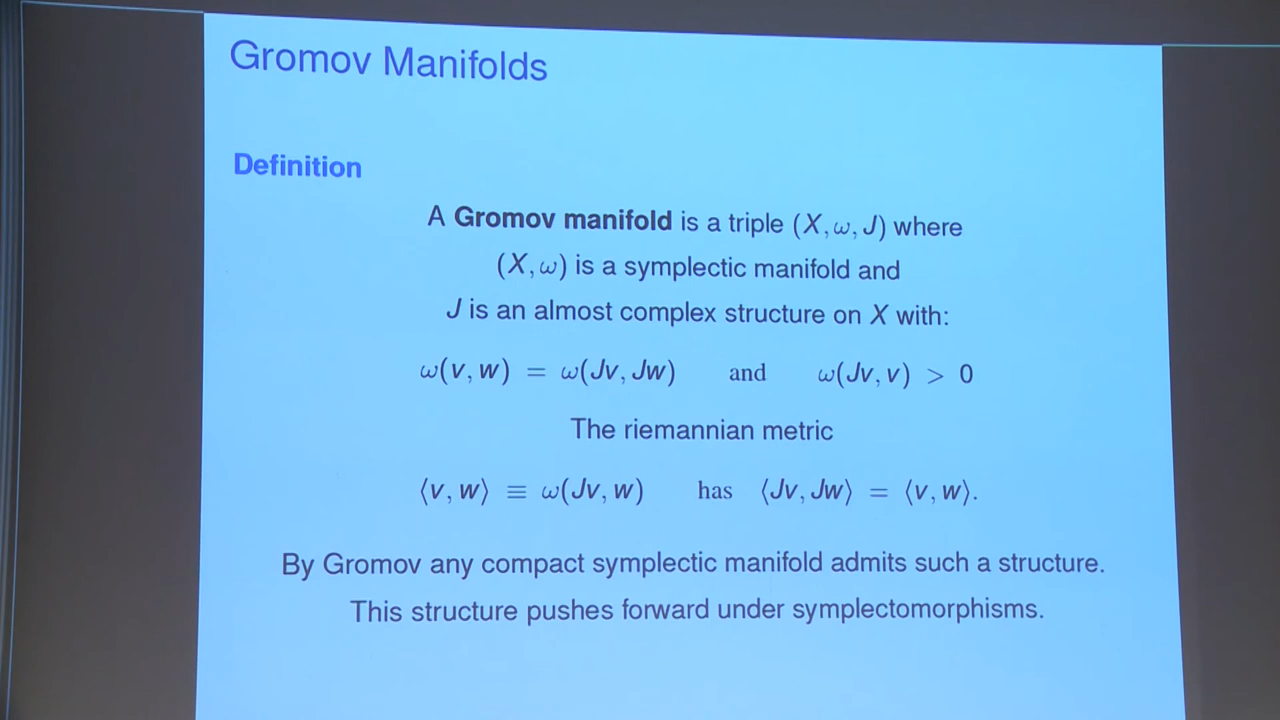 Gromov Manifolds
Definition
A Gromov manifold is a triple (X, ω, J) where
(X, ω) is a symplectic manifold and
J is an almost complex structure on X with:
ω(v, w) = ω(Jv, Jw) and ω(Jv, v) > 0
The riemannian metric
⟨v, w⟩ ≡ ω(Jv, w) has ⟨Jv, Jw⟩ = ⟨v, w⟩.
By Gromov any compact symplectic manifold admits such a structure.
This structure pushes forward under symplectomorphisms.